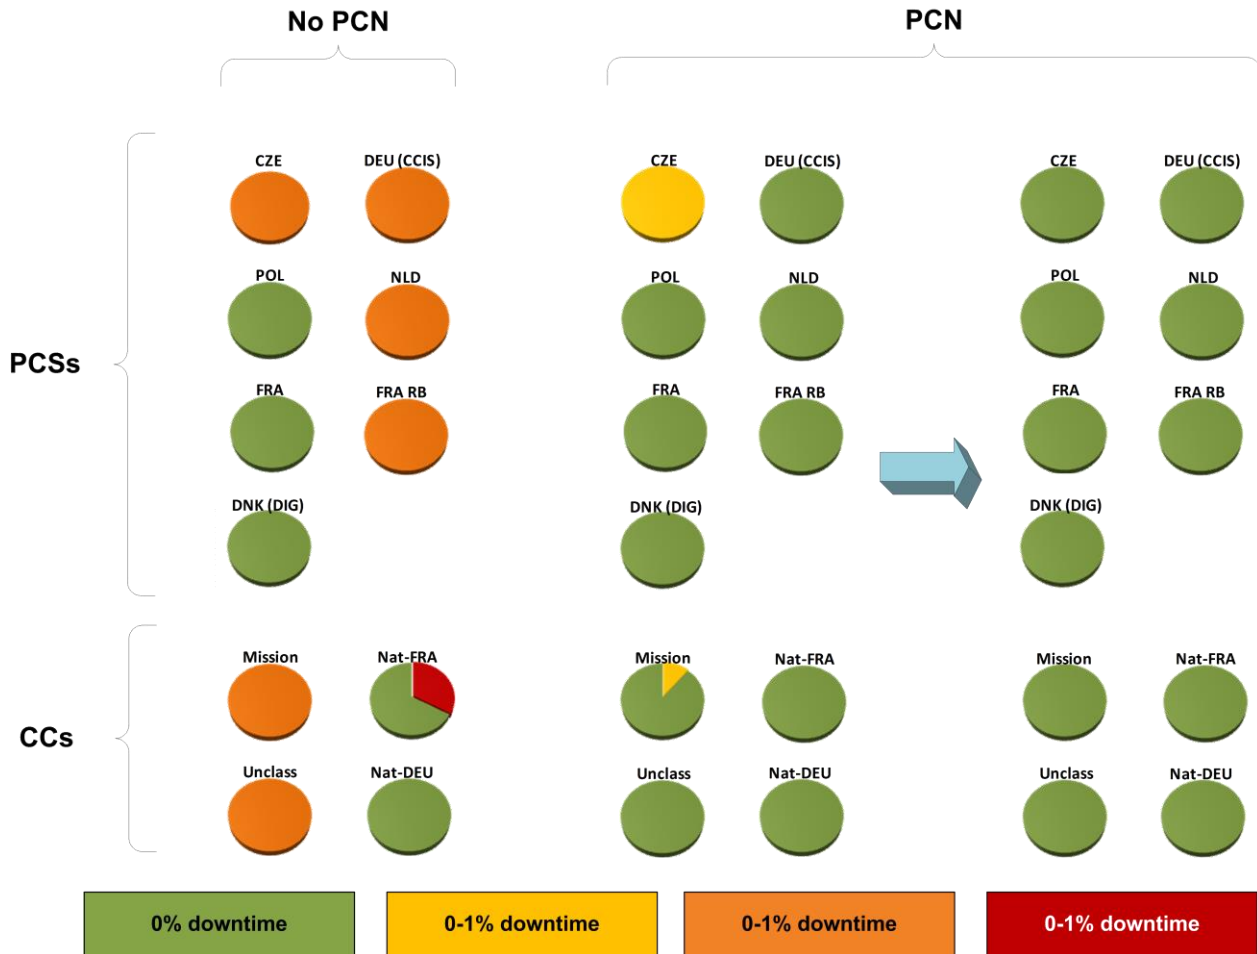 No PCN
PCN
PCSs
CZE
DEU (CCIS)
CZE
DEU (CCIS)
CZE
DEU (CCIS)
POL
NLD
POL
NLD
POL
NLD
FRA
FRA RB
FRA
FRA RB
FRA
FRA RB
DNK (DIG)
DNK (DIG)
DNK (DIG)
CCs
Mission
Nat-FRA
Mission
Nat-FRA
Mission
Nat-FRA
Unclass
Nat-DEU
Unclass
Nat-DEU
Unclass
Nat-DEU
0% downtime
0-1% downtime
0-1% downtime
0-1% downtime